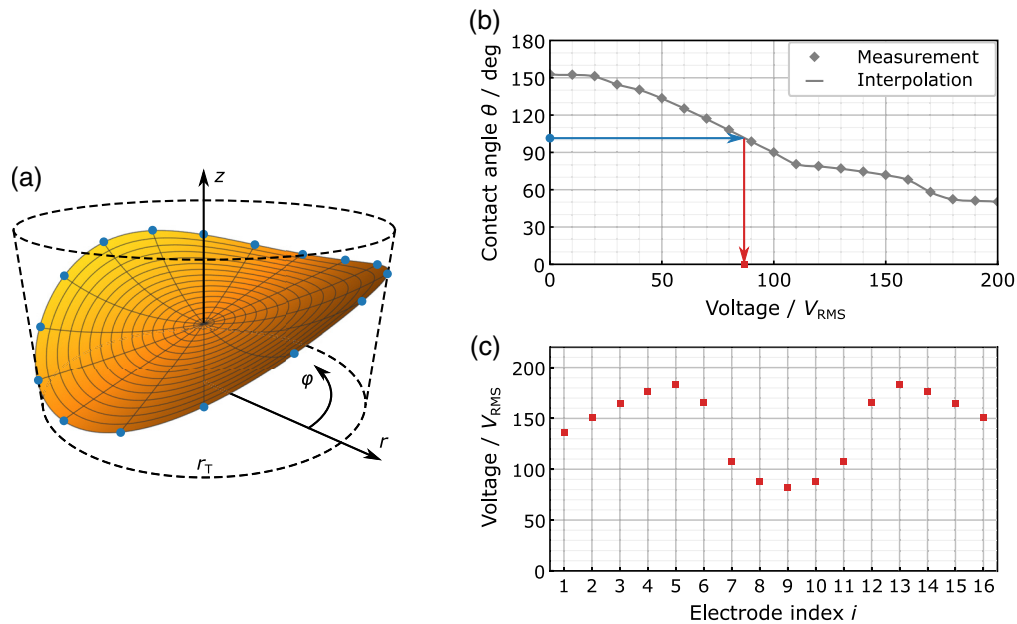 (a)
z
φ
r
r_T
(b)
Contact angle θ / deg
180
150
120
90
60
30
0
Measurement
Interpolation
0 50 100 150 200
Voltage / V_RMS
(c)
Voltage / V_RMS
200
150
100
50
0
1 2 3 4 5 6 7 8 9 10 11 12 13 14 15 16
Electrode index i